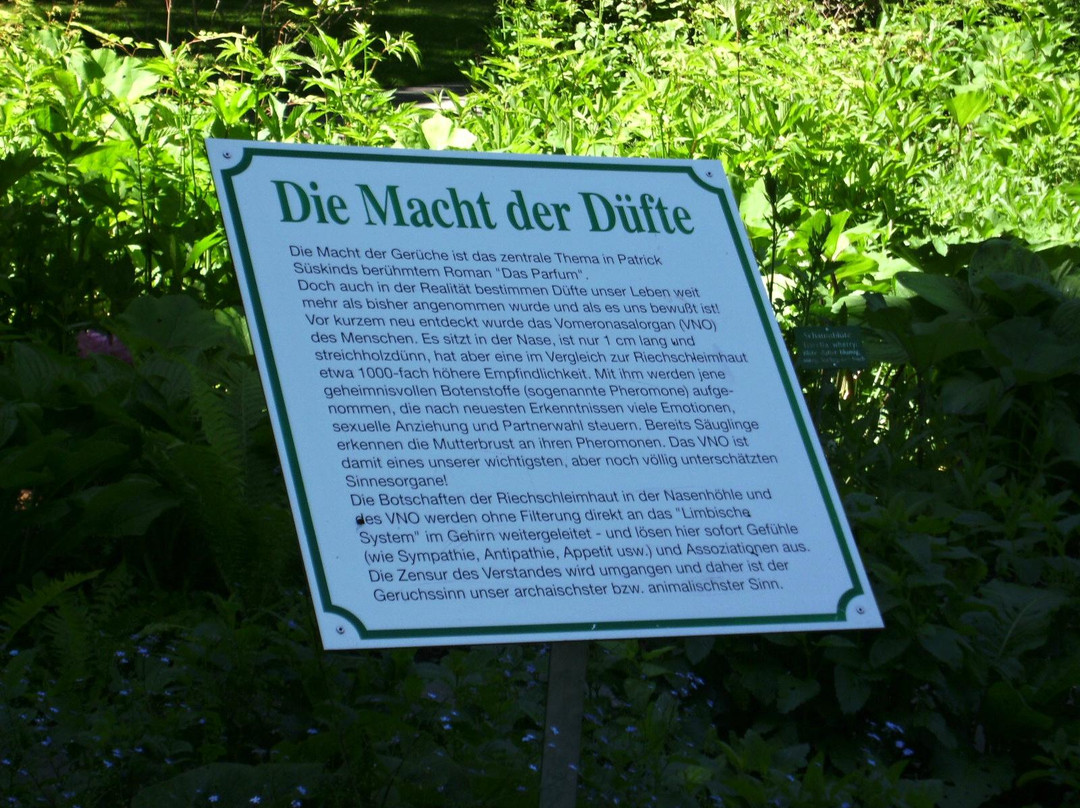 Die Macht der Düfte
Die Macht der Gerüche ist das zentrale Thema in Patrick
Süskinds berühmtem Roman "Das Parfum".
Doch auch in der Realität bestimmen Düfte unser Leben weit
mehr als bisher angenommen wurde und als es uns bewußt ist!
Vor kurzem neu entdeckt wurde das Vomeronasalorgan (VNO)
des Menschen. Es sitzt in der Nase, ist nur 1 cm lang und
streichholzdünn, hat aber eine im Vergleich zur Riechschleimhaut
etwa 1000-fach höhere Empfindlichkeit. Mit ihm werden jene
geheimnisvollen Botenstoffe (sogenannte Pheromone) aufge-
nommen, die nach neuesten Erkenntnissen viele Emotionen,
sexuelle Anziehung und Partnerwahl steuern. Bereits Säuglinge
erkennen die Mutterbrust an ihren Pheromonen. Das VNO ist
damit eines unserer wichtigsten, aber noch völlig unterschätzten
Sinnesorgane!
Die Botschaften der Riechschleimhaut in der Nasenhöhle und
des VNO werden ohne Filterung direkt an das "Limbische
System" im Gehirn weitergeleitet - und lösen hier sofort Gefühle
(wie Sympathie, Antipathie, Appetit usw.) und Assoziationen aus.
Die Zensur des Verstandes wird umgangen und daher ist der
Geruchssinn unser archaischster bzw. animalischster Sinn.